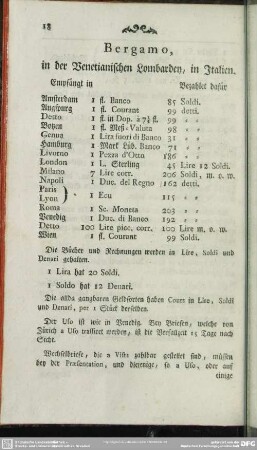 18
Bergamo,
in der Venetianischen Lombardey, in Italien.
Empfängt in Bezahlet dafür
Amsterdam 1 fl. Banco 85 Soldi.
Augspurg 1 fl. Courant 99 detti.
Detto 1 fl. in Dop. à 7½ fl. 99 〃
Botzen 1 fl. Meß-Valuta 98 〃
Genua 1 Lira fuori di Banco 31 〃
Hamburg 1 Mark Lüb. Banco 71 〃
Livorno 1 Pezza d'Otto 186 〃
London 1 L. Sterling 45 Lire 12 Soldi.
Milano 7 Lire corr. 206 Soldi, m. o. w.
Napoli 1 Duc. del Regno 162 detti.
Paris )
Lyon ) 1 Ecu 115 〃
Roma 1 Sc. Moneta 203 〃
Venedig 1 Duc. di Banco 192 〃
Detto 100 Lire picc. corr. 100 Lire m. o. w.
Wien 1 fl. Courant 99 Soldi.
Die Bücher und Rechnungen werden in Lire, Soldi und
Denari gehalten.
1 Lira hat 20 Soldi.
1 Soldo hat 12 Denari.
Die allda gangbaren Geldsorten haben Cours in Lire, Soldi
und Denari, per 1 Stück derselben.
Der Uso ist wie in Venedig. Bey Briefen, welche von
Zürich a Uso trassirt werden, ist die Verfallzeit 15 Tage nach
Sicht.
Wechselbriefe, die a Vista zahlbar gestellt sind, müssen
bey der Præsentation, und diejenige, so a Uso, oder auf
einige